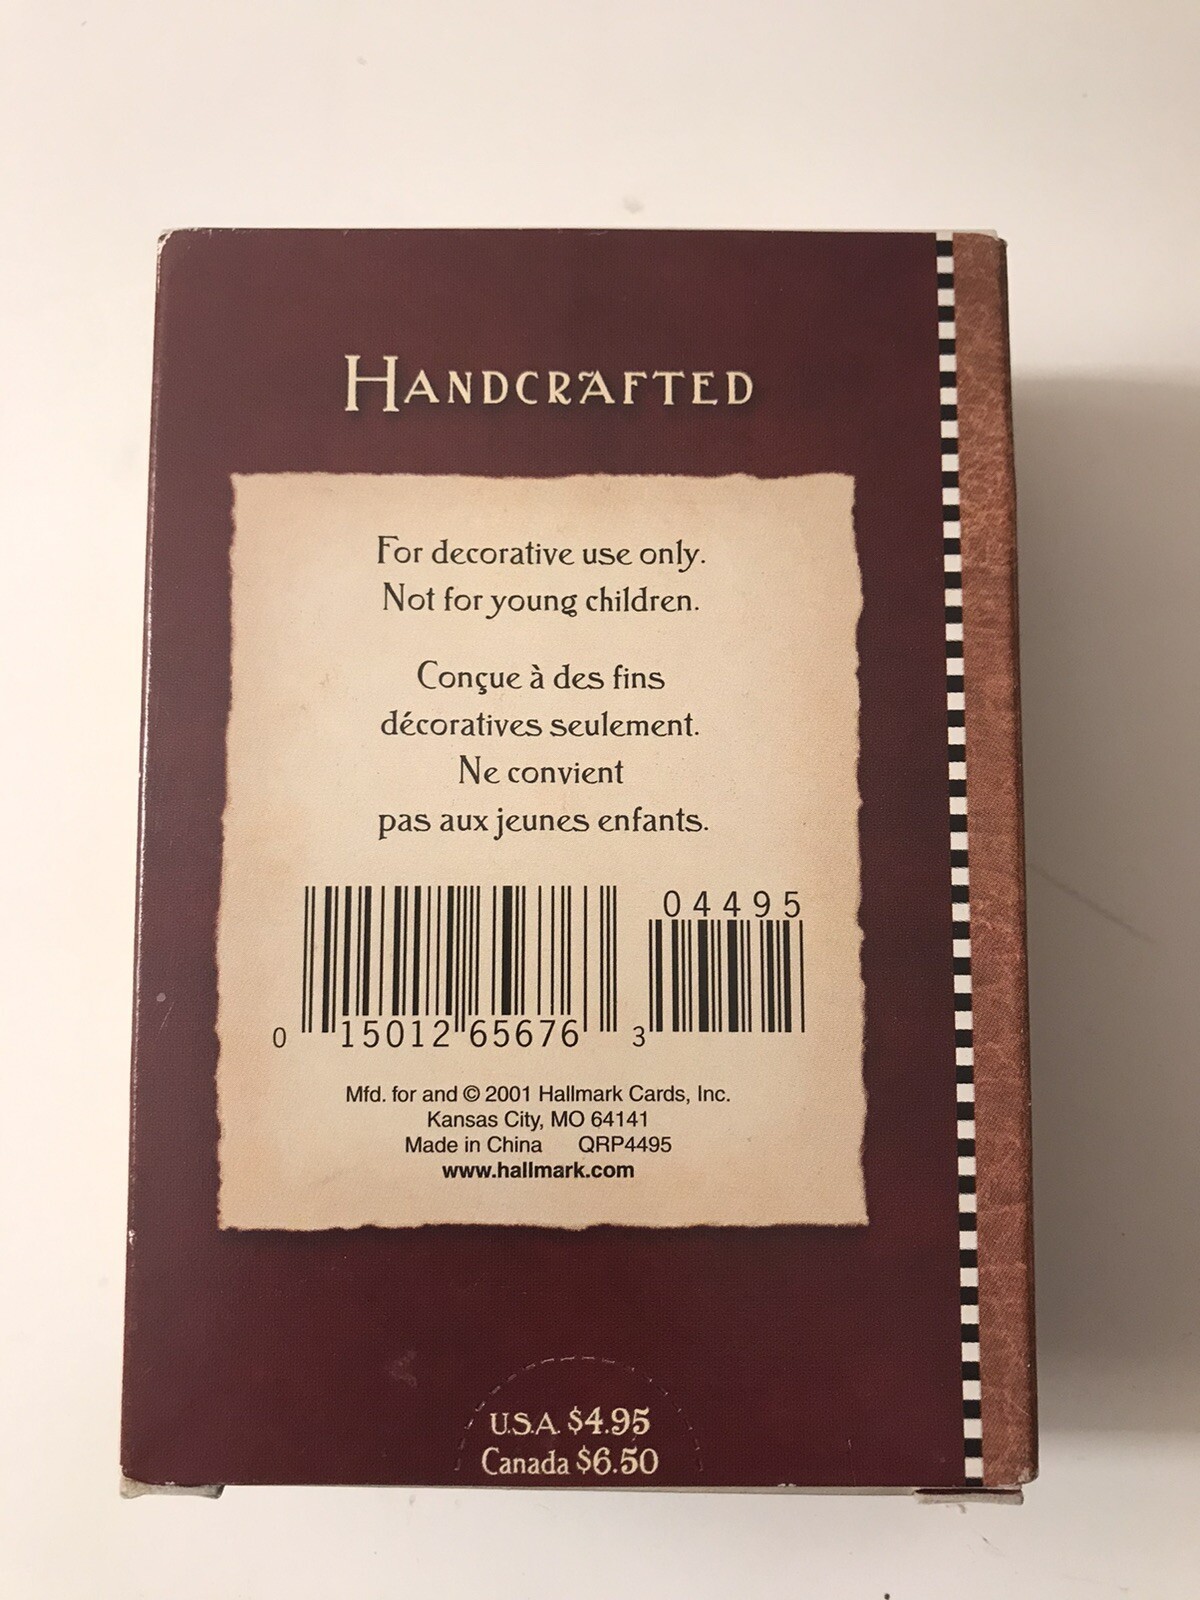 HANDCRAFTED
For decorative use only.
Not for young children.
Conçue à des fins
décoratives seulement.
Ne convient
pas aux jeunes enfants.
04495
0 15012 65676 3
Mfd. for and © 2001 Hallmark Cards, Inc.
Kansas City, MO 64141
Made in China QRP4495
www.hallmark.com
U.S.A. $4.95
Canada $6.50